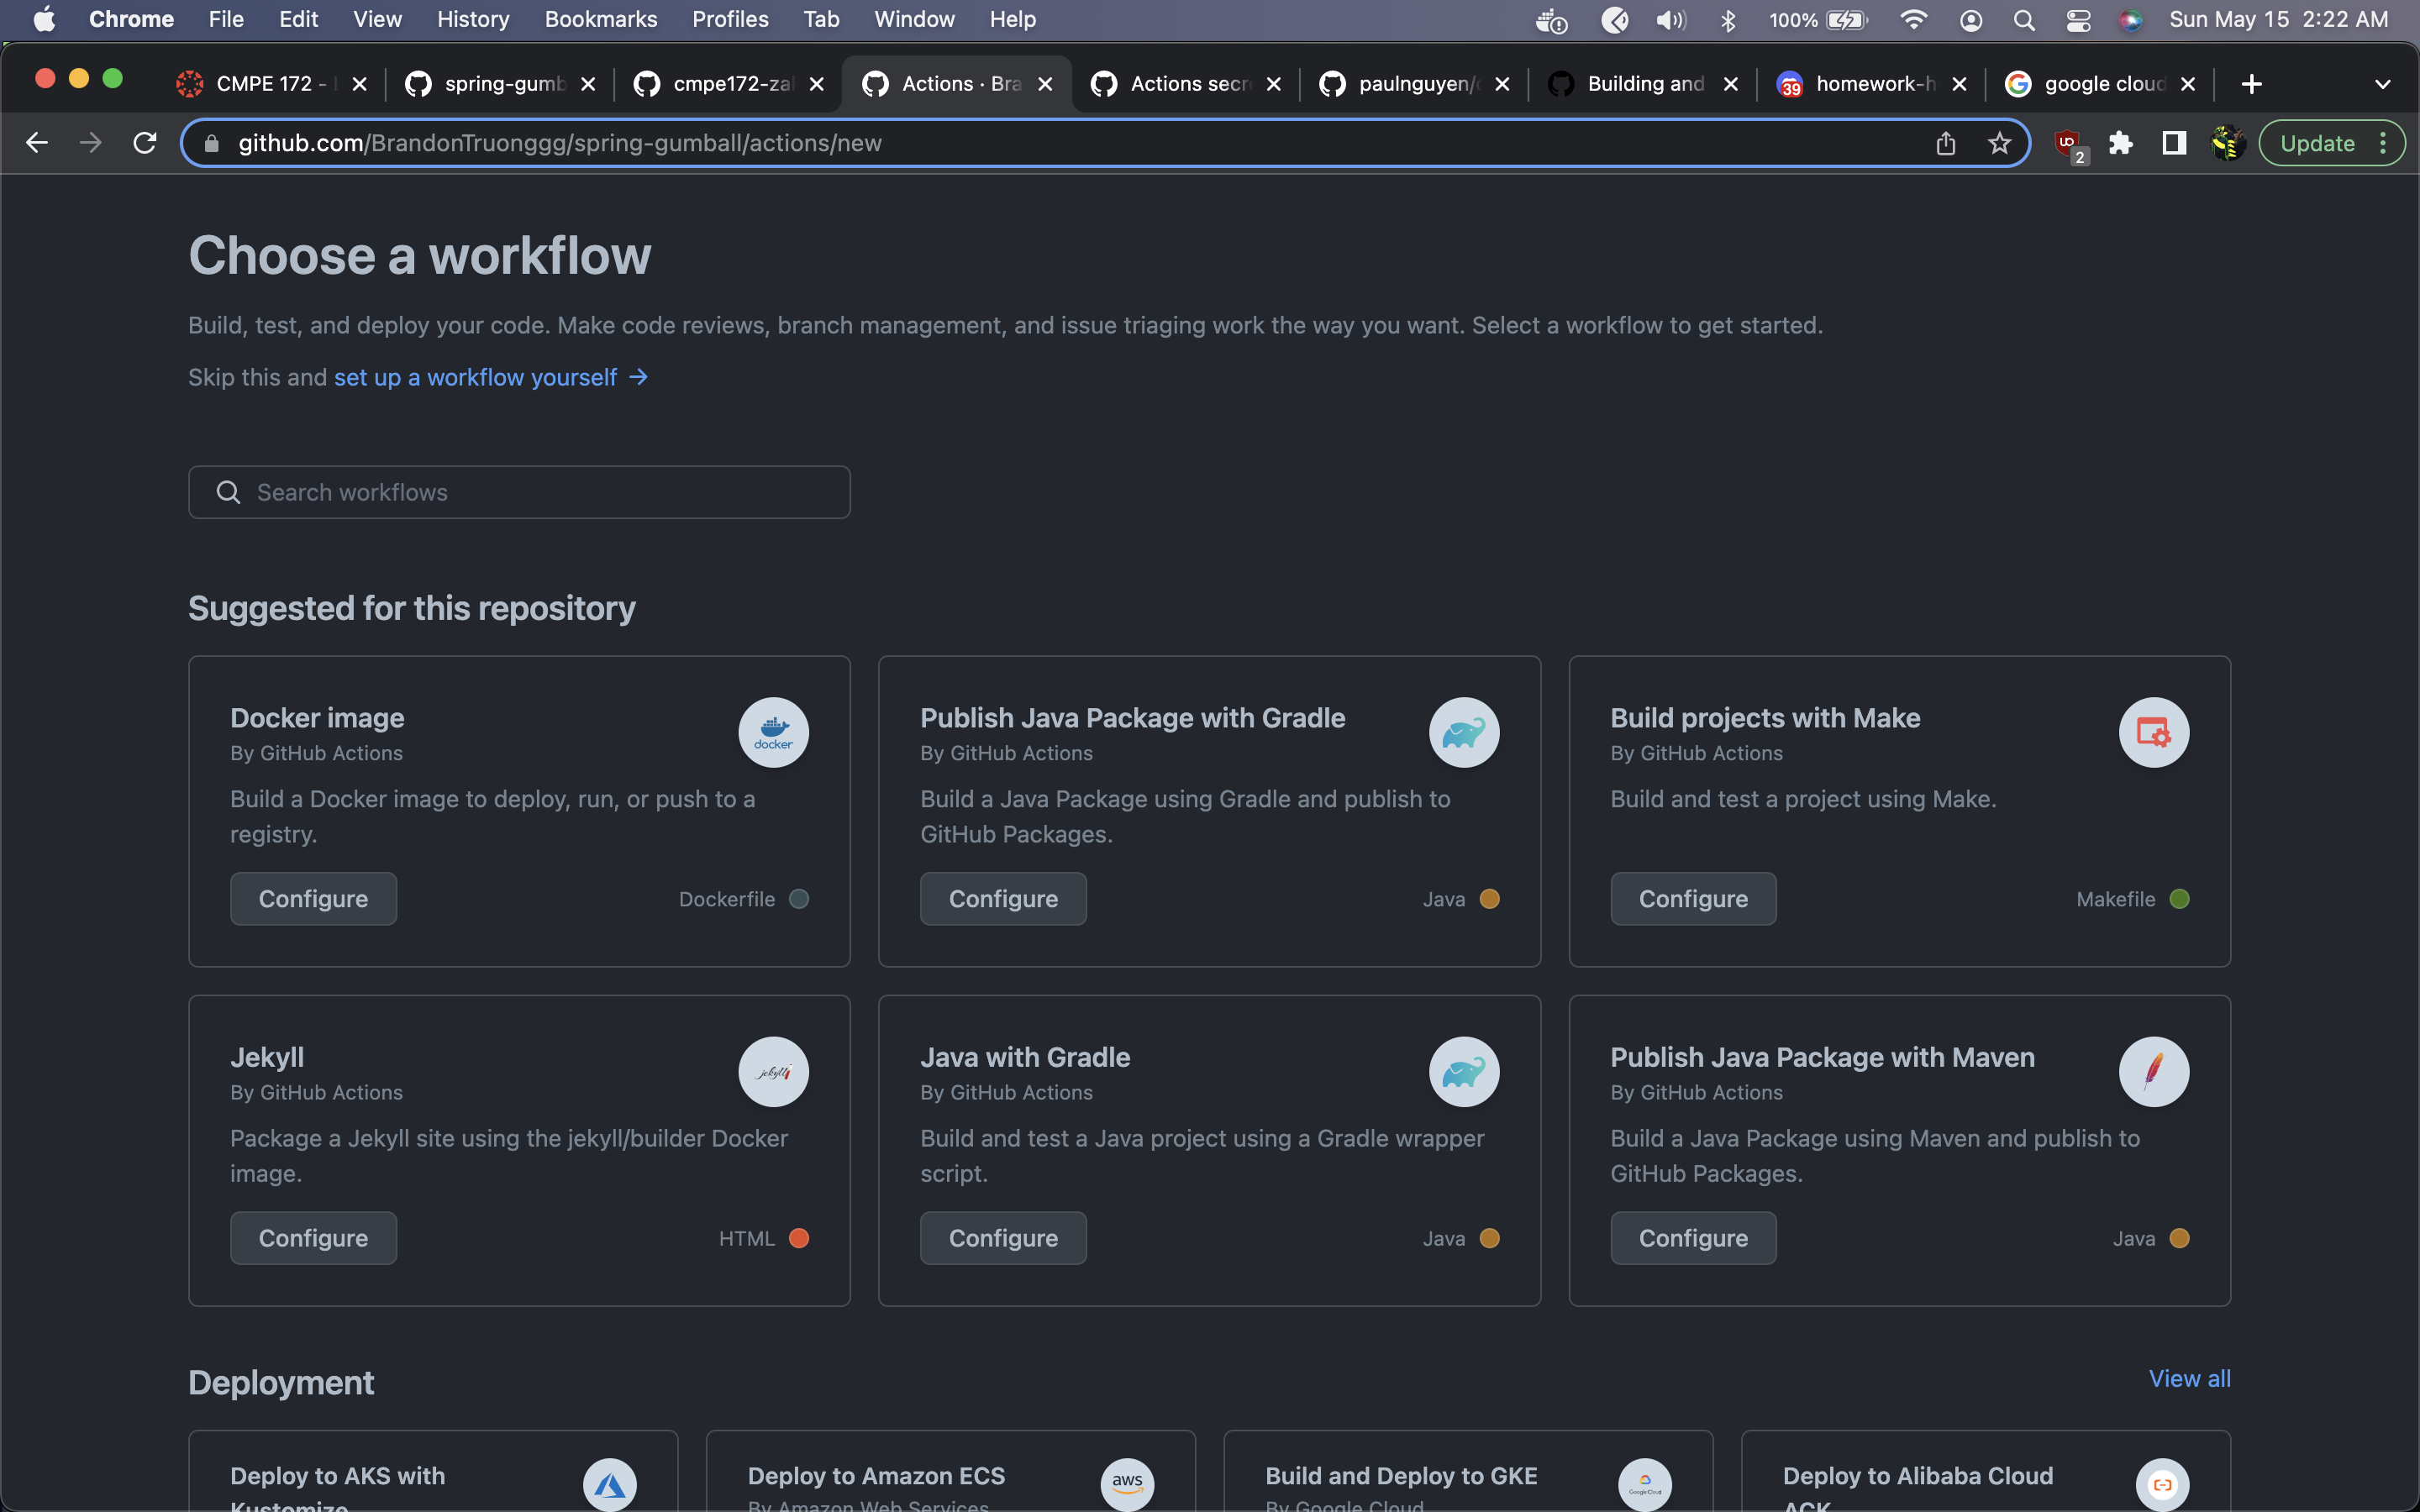 Chrome File Edit View History Bookmarks Profiles Tab Window Help 100% Sun May 15 2:22 AM
CMPE 172 - spring-gumb cmpe172-zal Actions · Bra Actions secr paulnguyen/ Building and 39 homework-h google cloud
github.com/BrandonTruonggg/spring-gumball/actions/new 2 Update
Choose a workflow
Build, test, and deploy your code. Make code reviews, branch management, and issue triaging work the way you want. Select a workflow to get started.
Skip this and set up a workflow yourself →
Search workflows
Suggested for this repository
Docker image
By GitHub Actions
docker
Build a Docker image to deploy, run, or push to a
registry.
Configure Dockerfile
Publish Java Package with Gradle
By GitHub Actions
Build a Java Package using Gradle and publish to
GitHub Packages.
Configure Java
Build projects with Make
By GitHub Actions
Build and test a project using Make.
Configure Makefile
Jekyll
By GitHub Actions
jekyll
Package a Jekyll site using the jekyll/builder Docker
image.
Configure HTML
Java with Gradle
By GitHub Actions
Build and test a Java project using a Gradle wrapper
script.
Configure Java
Publish Java Package with Maven
By GitHub Actions
Build a Java Package using Maven and publish to
GitHub Packages.
Configure Java
Deployment View all
Deploy to AKS with
Kustomize
Deploy to Amazon ECS
By Amazon Web Services
aws
Build and Deploy to GKE
By Google Cloud
Google Cloud
Deploy to Alibaba Cloud
ACK